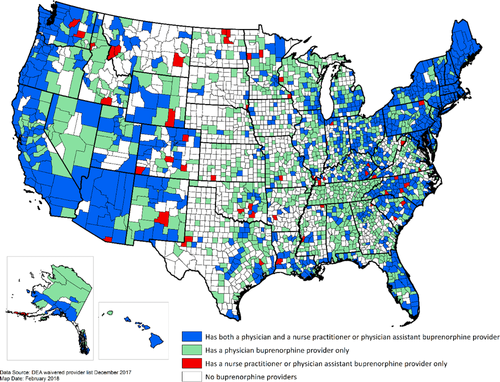 Has both a physician and a nurse practitioner or physician assistant buprenorphine provider
Has a physician buprenorphine provider only
Has a nurse practitioner or physician assistant buprenorphine provider only
No buprenorphine providers
Data Source: DEA waivered provider list December 2017
Map Date: February 2018